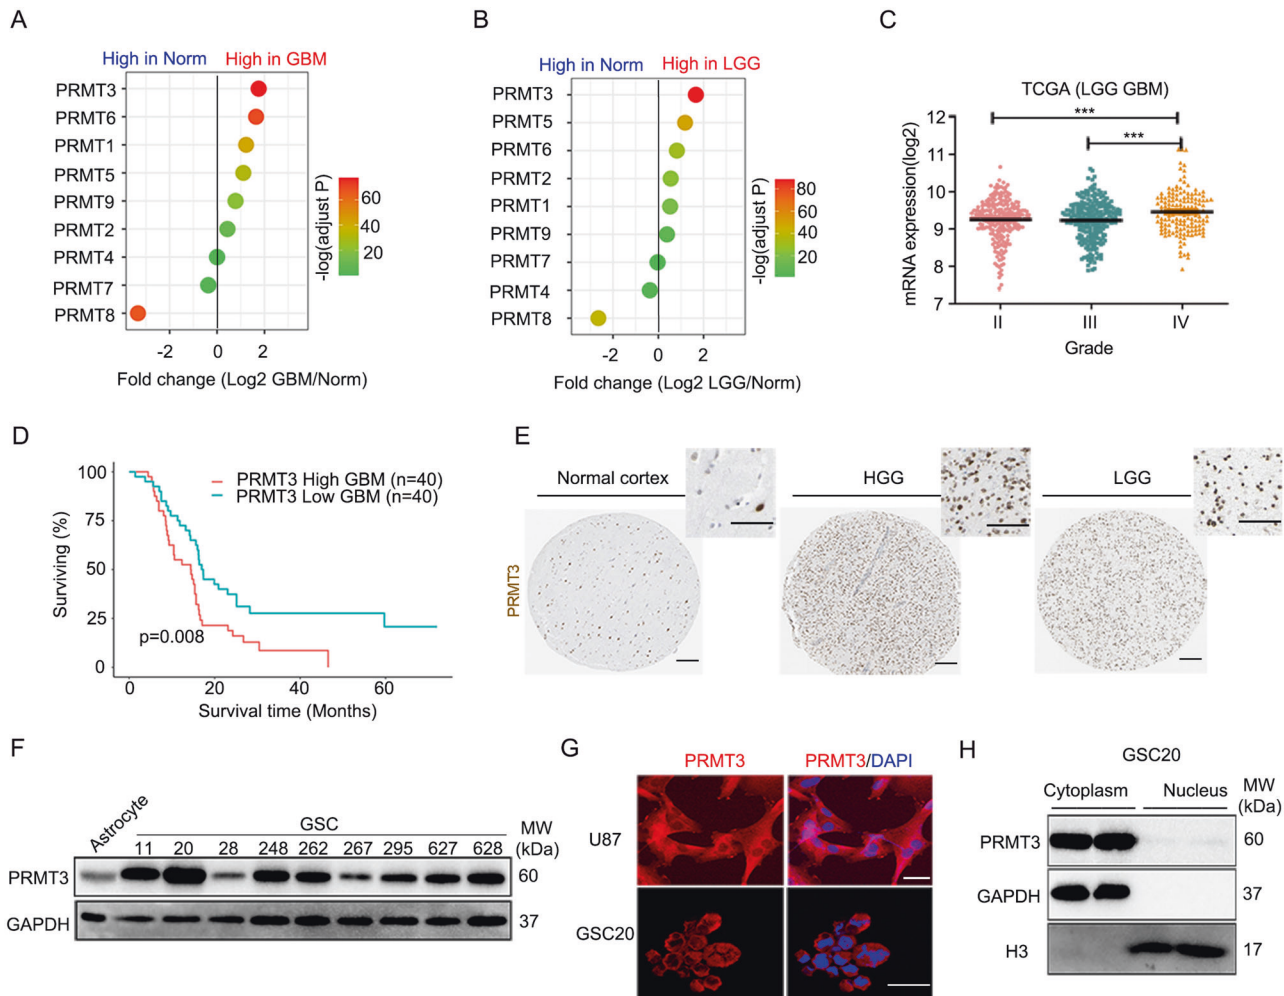 A
High in Norm High in GBM
PRMT3
PRMT6
PRMT1
PRMT5
PRMT9
PRMT2
PRMT4
PRMT7
PRMT8
-2 0 2
Fold change (Log2 GBM/Norm)
-log(adjust P)
60
40
20
B
High in Norm High in LGG
PRMT3
PRMT5
PRMT6
PRMT2
PRMT1
PRMT9
PRMT7
PRMT4
PRMT8
-2 0 2
Fold change (Log2 LGG/Norm)
-log(adjust P)
80
60
40
20
C
TCGA (LGG GBM)
***
***
mRNA expression(log2)
12
11
10
9
8
7
II III IV
Grade
D
Surviving (%)
100
75
50
25
0
PRMT3 High GBM (n=40)
PRMT3 Low GBM (n=40)
p=0.008
0 20 40 60
Survival time (Months)
E
Normal cortex HGG LGG
PRMT3
F
Astrocyte GSC MW
(kDa)
11 20 28 248 262 267 295 627 628
PRMT3 60
GAPDH 37
G
PRMT3 PRMT3/DAPI
U87
GSC20
H
GSC20
Cytoplasm Nucleus MW
(kDa)
PRMT3 60
GAPDH 37
H3 17